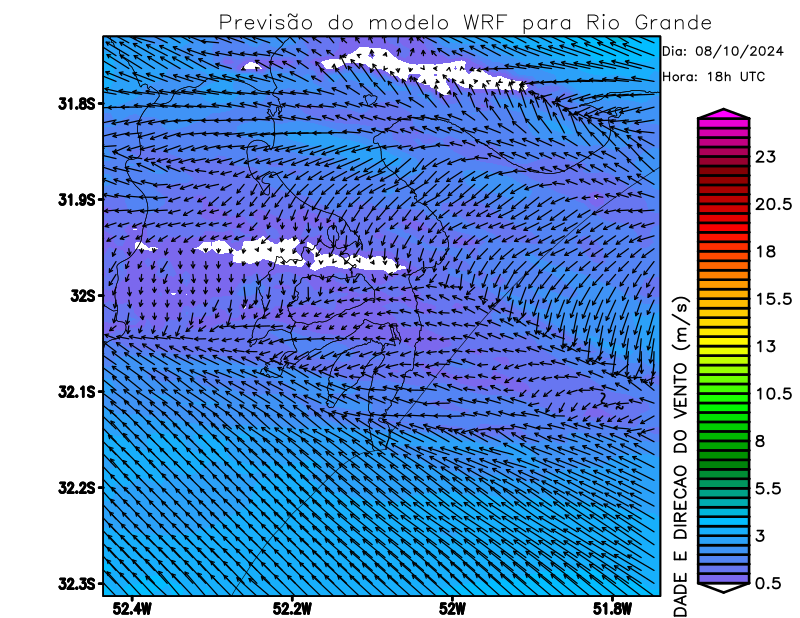 Previsão do modelo WRF para Rio Grande
Dia: 08/10/2024
Hora: 18h UTC
31.8S
31.9S
32S
32.1S
32.2S
32.3S
52.4W
52.2W
52W
51.8W
23
20.5
18
15.5
13
10.5
8
5.5
3
0.5
DADE E DIRECAO DO VENTO (m/s)